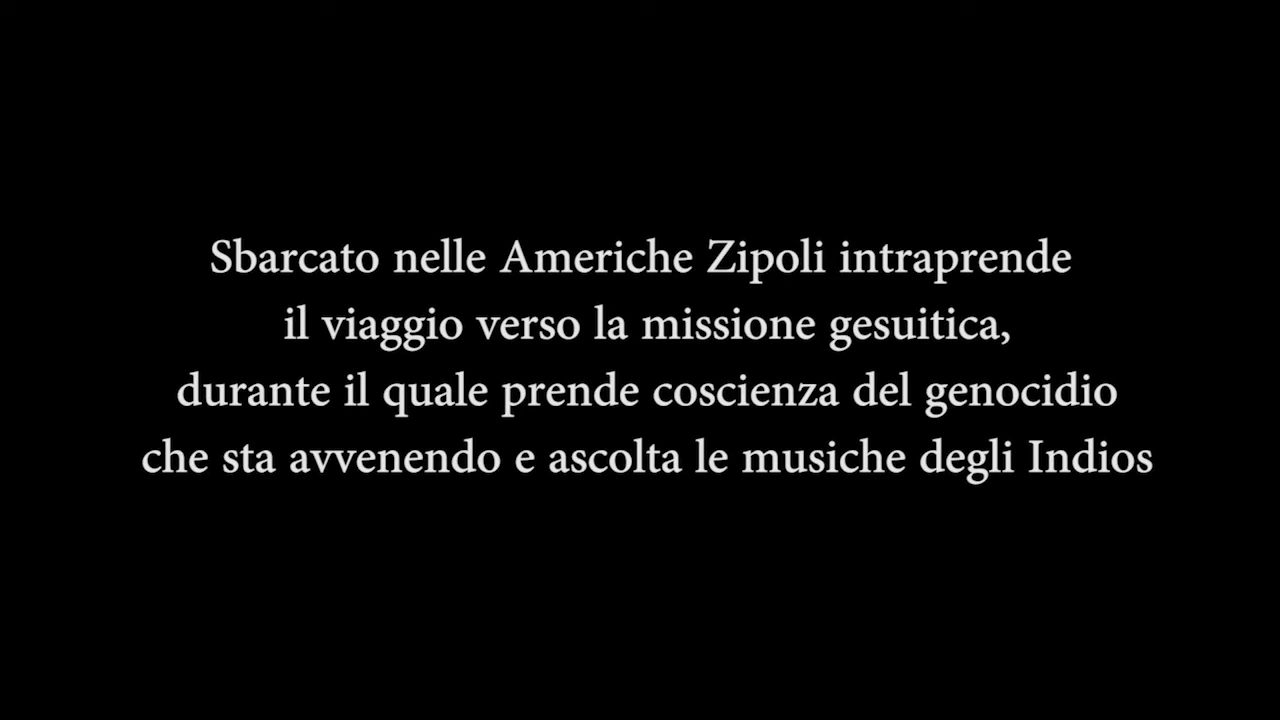 Sbarcato nelle Americhe Zipoli intraprende
il viaggio verso la missione gesuitica,
durante il quale prende coscienza del genocidio
che sta avvenendo e ascolta le musiche degli Indios